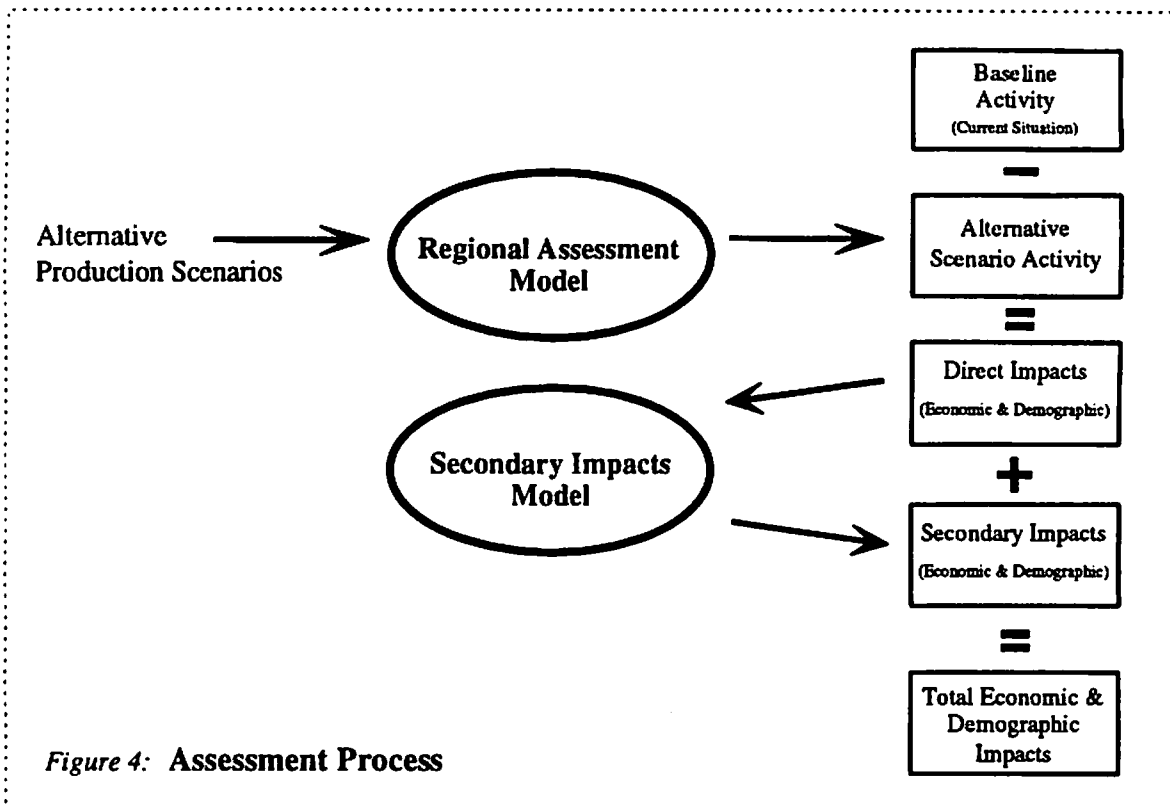 Alternative
Production Scenarios
Regional Assessment
Model
Secondary Impacts
Model
Baseline
Activity
(Current Situation)
−
Alternative
Scenario Activity
=
Direct Impacts
(Economic & Demographic)
+
Secondary Impacts
(Economic & Demographic)
=
Total Economic &
Demographic
Impacts
Figure 4: Assessment Process